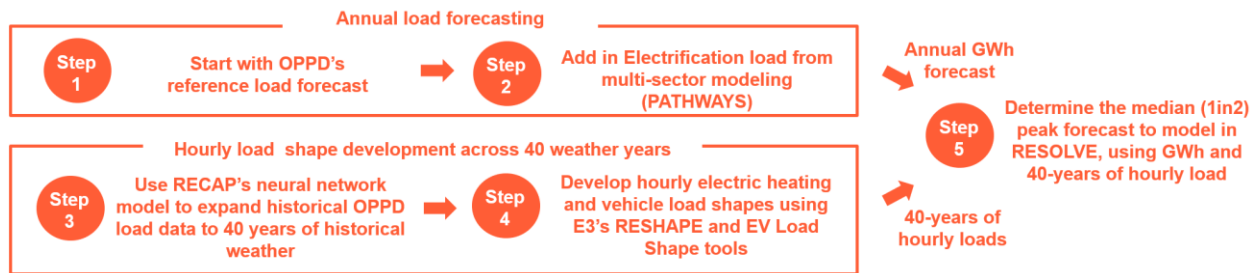 Annual load forecasting
Step
1
Start with OPPD's
reference load forecast
Step
2
Add in Electrification load from
multi-sector modeling
(PATHWAYS)
Hourly load shape development across 40 weather years
Step
3
Use RECAP's neural network
model to expand historical OPPD
load data to 40 years of historical
weather
Step
4
Develop hourly electric heating
and vehicle load shapes using
E3's RESHAPE and EV Load
Shape tools
Annual GWh
forecast
Step
5
Determine the median (1in2)
peak forecast to model in
RESOLVE, using GWh and
40-years of hourly load
40-years of
hourly loads